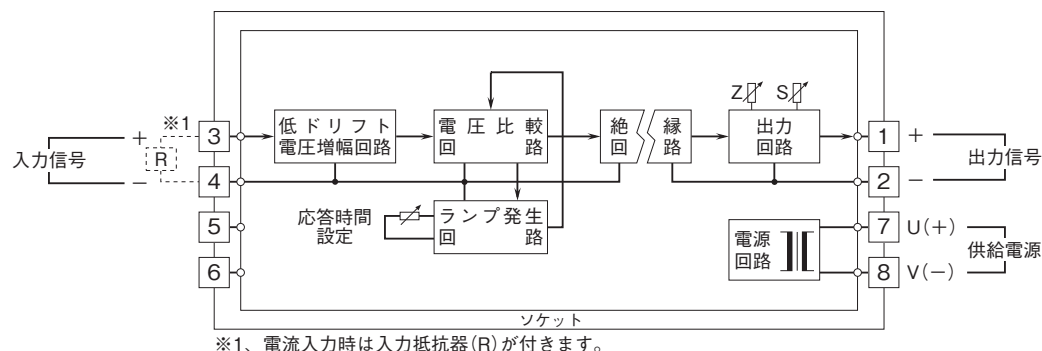 入力信号
+
−
※1
R
3
4
5
6
低ドリフト
電圧増幅回路
電圧比較
回路
応答時間
設定
ランプ発生
回路
絶縁
回路
Z
S
出力
回路
電源
回路
1
+
2
−
出力信号
7
U(+)
8
V(−)
供給電源
ソケット
※1、電流入力時は入力抵抗器(R)が付きます。